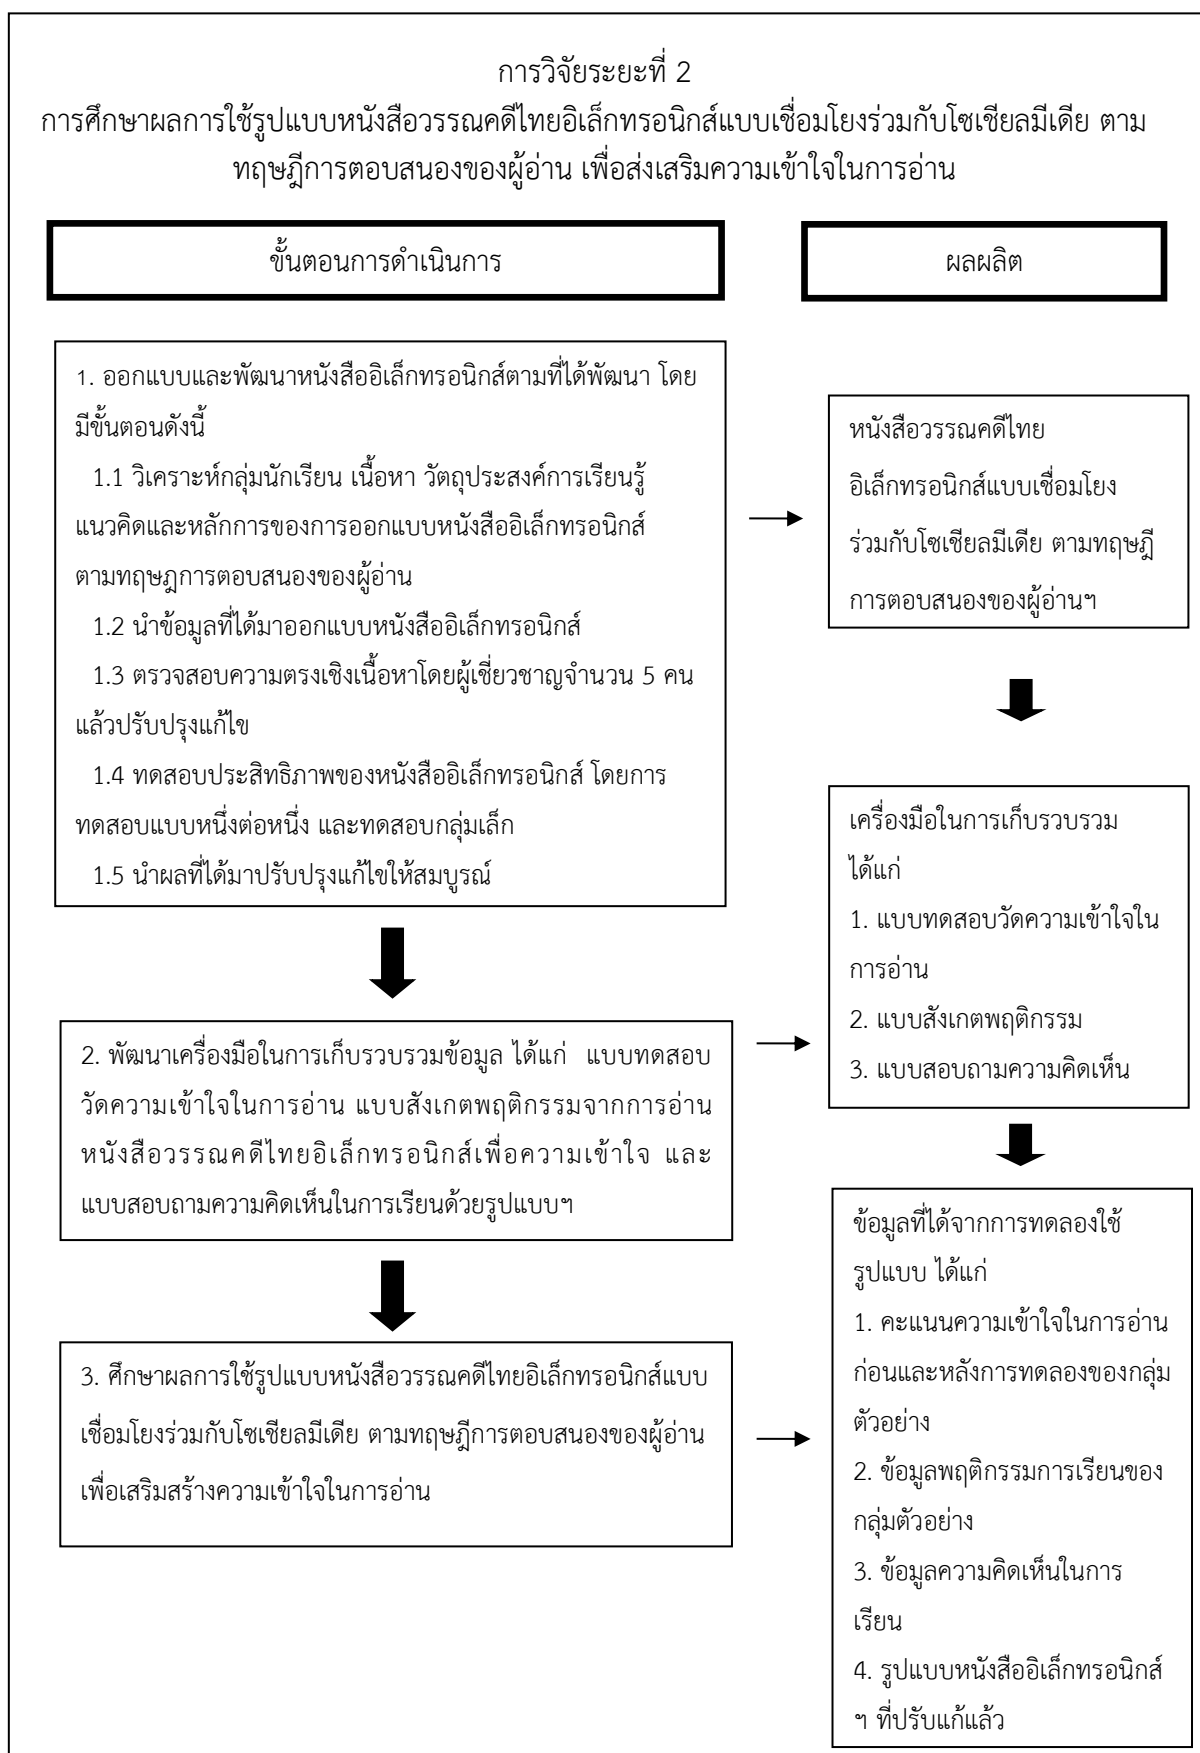 การวิจัยระยะที่ 2
การศึกษาผลการใช้รูปแบบหนังสือวรรณคดีไทยอิเล็กทรอนิกส์แบบเชื่อมโยงร่วมกับโซเชียลมีเดีย ตาม
ทฤษฎีการตอบสนองของผู้อ่าน เพื่อส่งเสริมความเข้าใจในการอ่าน
ขั้นตอนการดำเนินการ
ผลผลิต
1. ออกแบบและพัฒนาหนังสืออิเล็กทรอนิกส์ตามที่ได้พัฒนา โดย
มีขั้นตอนดังนี้
1.1 วิเคราะห์กลุ่มนักเรียน เนื้อหา วัตถุประสงค์การเรียนรู้
แนวคิดและหลักการของการออกแบบหนังสืออิเล็กทรอนิกส์
ตามทฤษฎการตอบสนองของผู้อ่าน
1.2 นำข้อมูลที่ได้มาออกแบบหนังสืออิเล็กทรอนิกส์
1.3 ตรวจสอบความตรงเชิงเนื้อหาโดยผู้เชี่ยวชาญจำนวน 5 คน
แล้วปรับปรุงแก้ไข
1.4 ทดสอบประสิทธิภาพของหนังสืออิเล็กทรอนิกส์ โดยการ
ทดสอบแบบหนึ่งต่อหนึ่ง และทดสอบกลุ่มเล็ก
1.5 นำผลที่ได้มาปรับปรุงแก้ไขให้สมบูรณ์
หนังสือวรรณคดีไทย
อิเล็กทรอนิกส์แบบเชื่อมโยง
ร่วมกับโซเชียลมีเดีย ตามทฤษฎี
การตอบสนองของผู้อ่านฯ
2. พัฒนาเครื่องมือในการเก็บรวบรวมข้อมูล ได้แก่ แบบทดสอบ
วัดความเข้าใจในการอ่าน แบบสังเกตพฤติกรรมจากการอ่าน
หนังสือวรรณคดีไทยอิเล็กทรอนิกส์เพื่อความเข้าใจ และ
แบบสอบถามความคิดเห็นในการเรียนด้วยรูปแบบฯ
เครื่องมือในการเก็บรวบรวม
ได้แก่
1. แบบทดสอบวัดความเข้าใจใน
การอ่าน
2. แบบสังเกตพฤติกรรม
3. แบบสอบถามความคิดเห็น
3. ศึกษาผลการใช้รูปแบบหนังสือวรรณคดีไทยอิเล็กทรอนิกส์แบบ
เชื่อมโยงร่วมกับโซเชียลมีเดีย ตามทฤษฎีการตอบสนองของผู้อ่าน
เพื่อเสริมสร้างความเข้าใจในการอ่าน
ข้อมูลที่ได้จากการทดลองใช้
รูปแบบ ได้แก่
1. คะแนนความเข้าใจในการอ่าน
ก่อนและหลังการทดลองของกลุ่ม
ตัวอย่าง
2. ข้อมูลพฤติกรรมการเรียนของ
กลุ่มตัวอย่าง
3. ข้อมูลความคิดเห็นในการ
เรียน
4. รูปแบบหนังสืออิเล็กทรอนิกส์
ฯ ที่ปรับแก้แล้ว